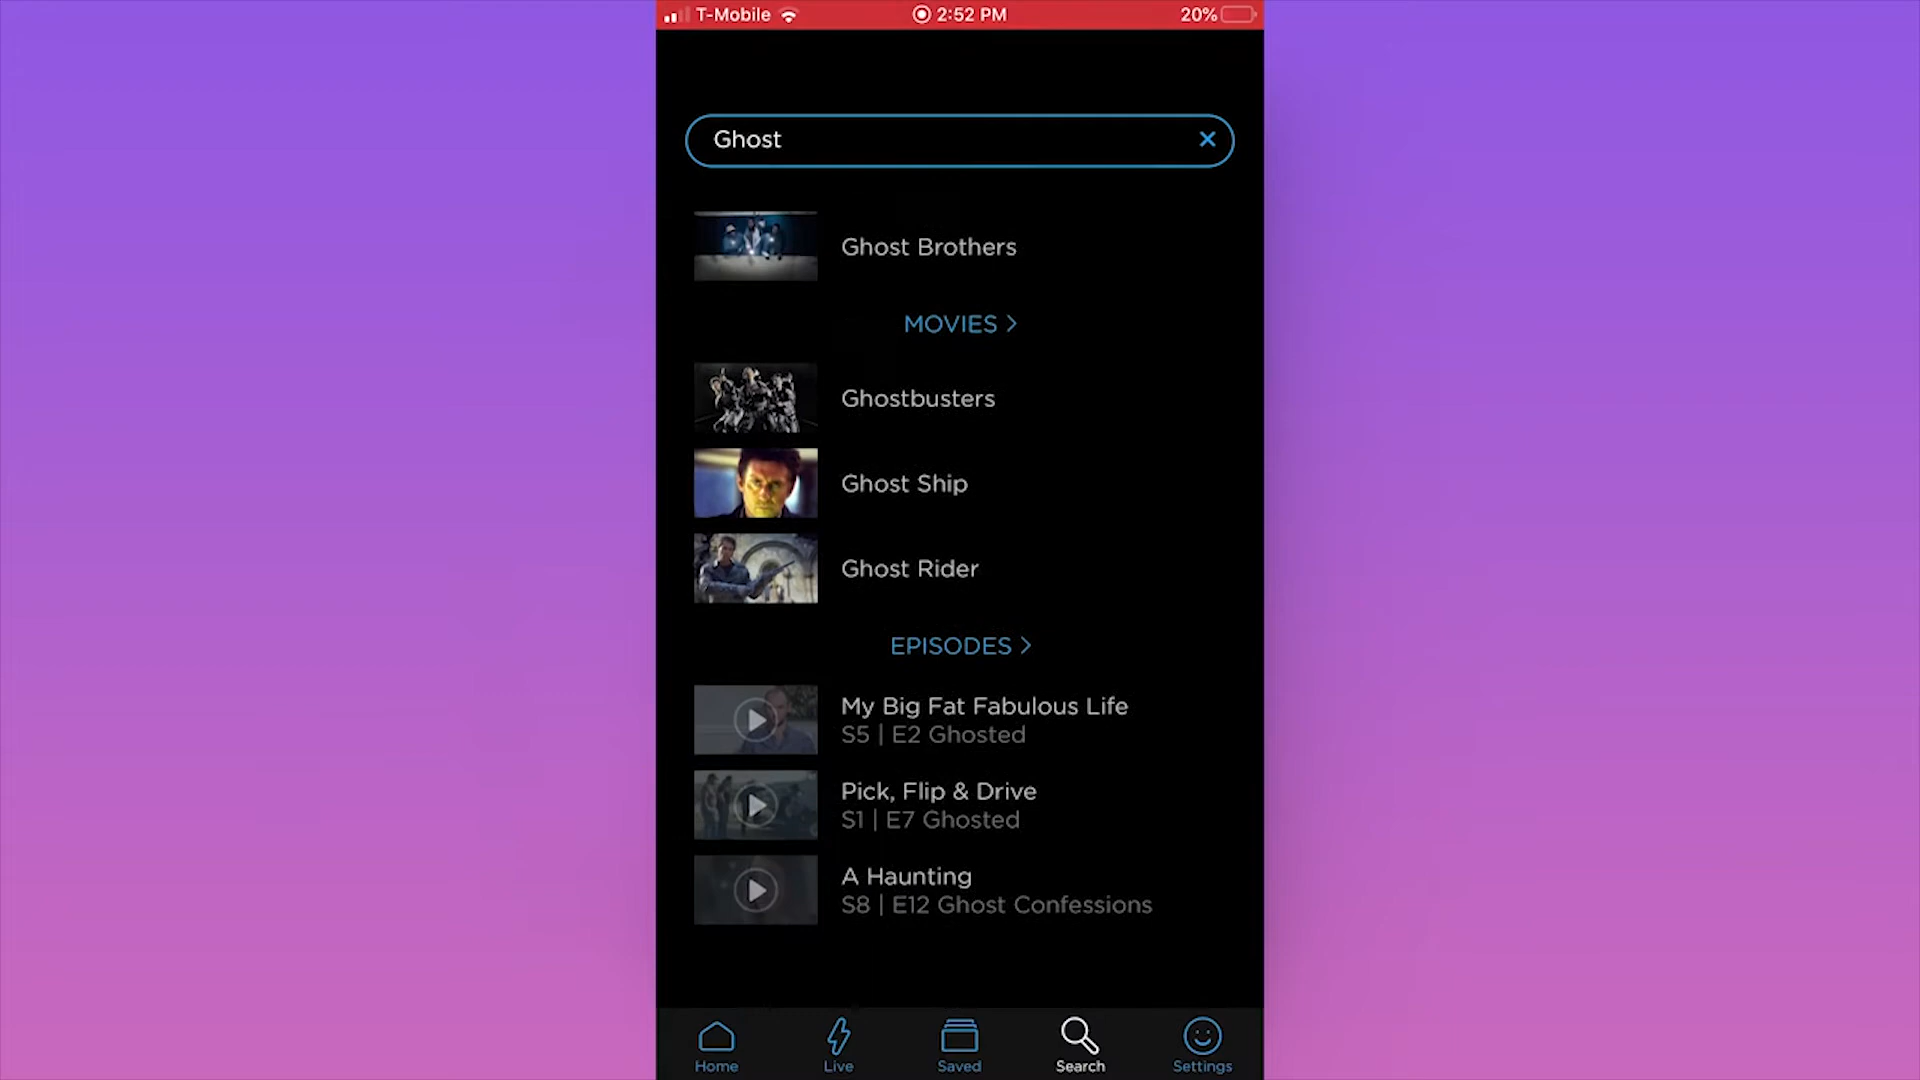 T-Mobile 2:52 PM 20%
Ghost
Ghost Brothers
MOVIES
Ghostbusters
Ghost Ship
Ghost Rider
EPISODES
My Big Fat Fabulous Life
S5 | E2 Ghosted
Pick, Flip & Drive
S1 | E7 Ghosted
A Haunting
S8 | E12 Ghost Confessions
Home Live Saved Search Settings